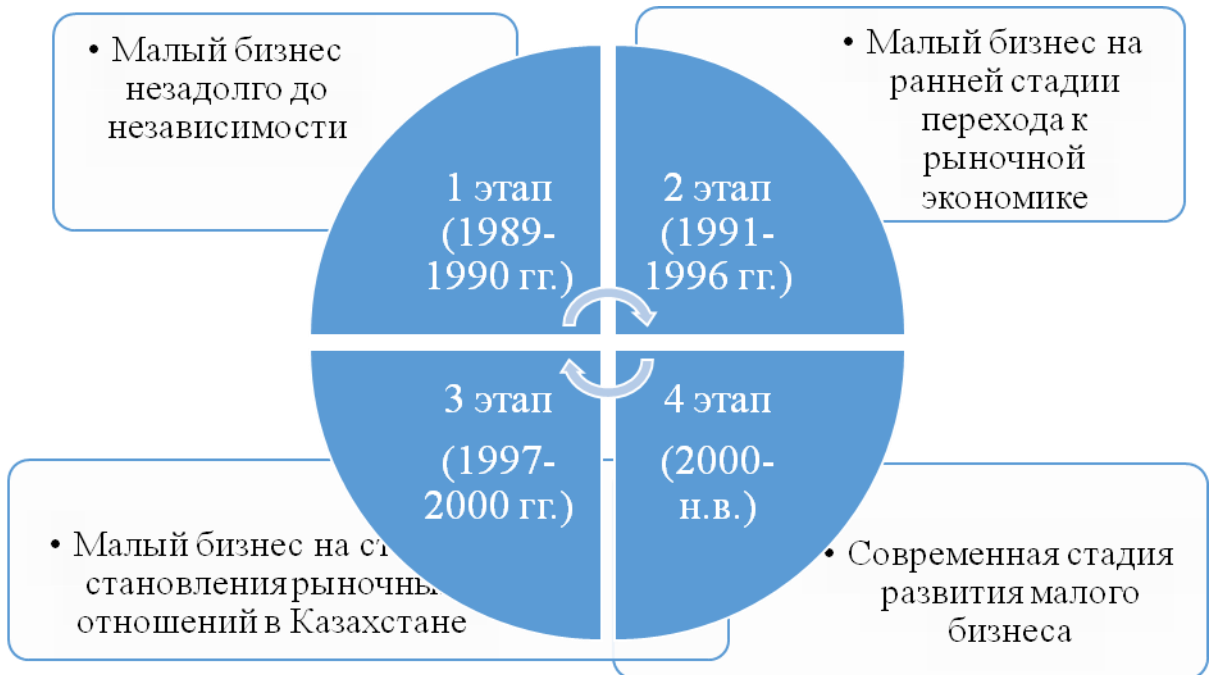 • Малый бизнес
незадолго до
независимости
• Малый бизнес на
ранней стадии
перехода к
рыночной
экономике
1 этап
(1989-
1990 гг.)
2 этап
(1991-
1996 гг.)
3 этап
(1997-
2000 гг.)
4 этап
(2000-
н.в.)
• Малый бизнес на
становления
отношений в Казахстане
• Современная стадия
развития малого
бизнеса